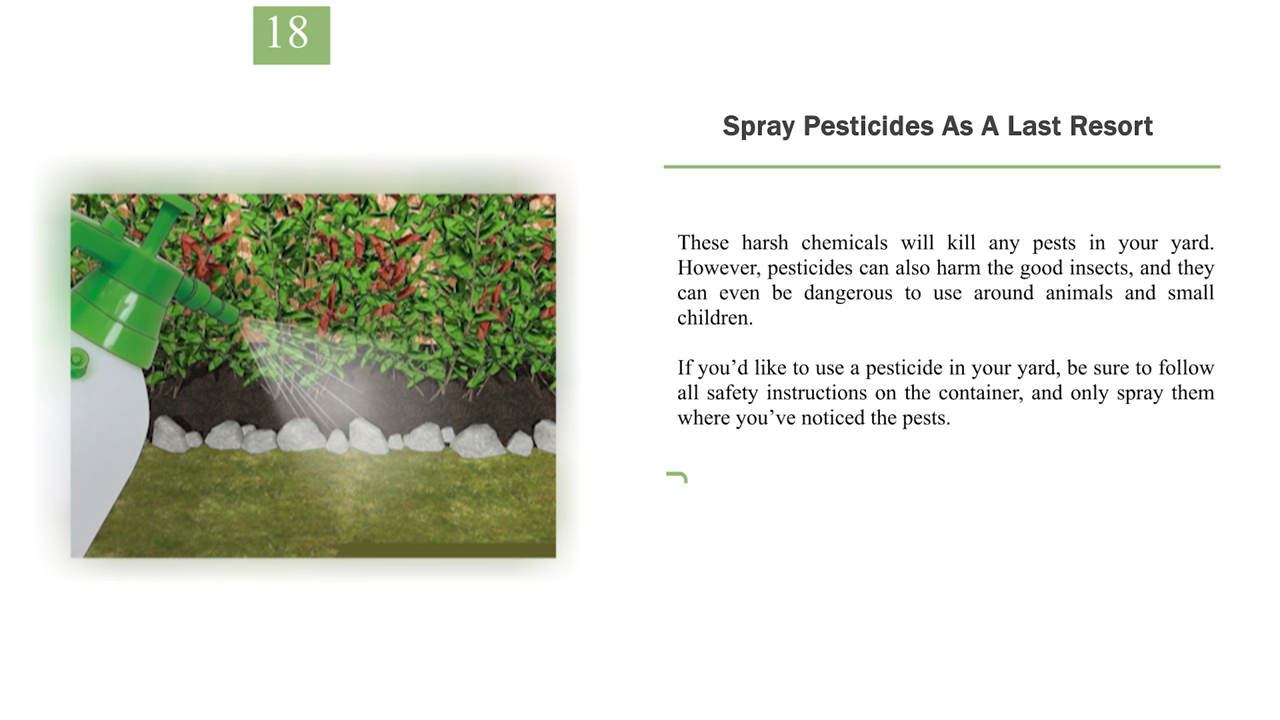 18
Spray Pesticides As A Last Resort
These harsh chemicals will kill any pests in your yard.
However, pesticides can also harm the good insects, and they
can even be dangerous to use around animals and small
children.
If you’d like to use a pesticide in your yard, be sure to follow
all safety instructions on the container, and only spray them
where you’ve noticed the pests.